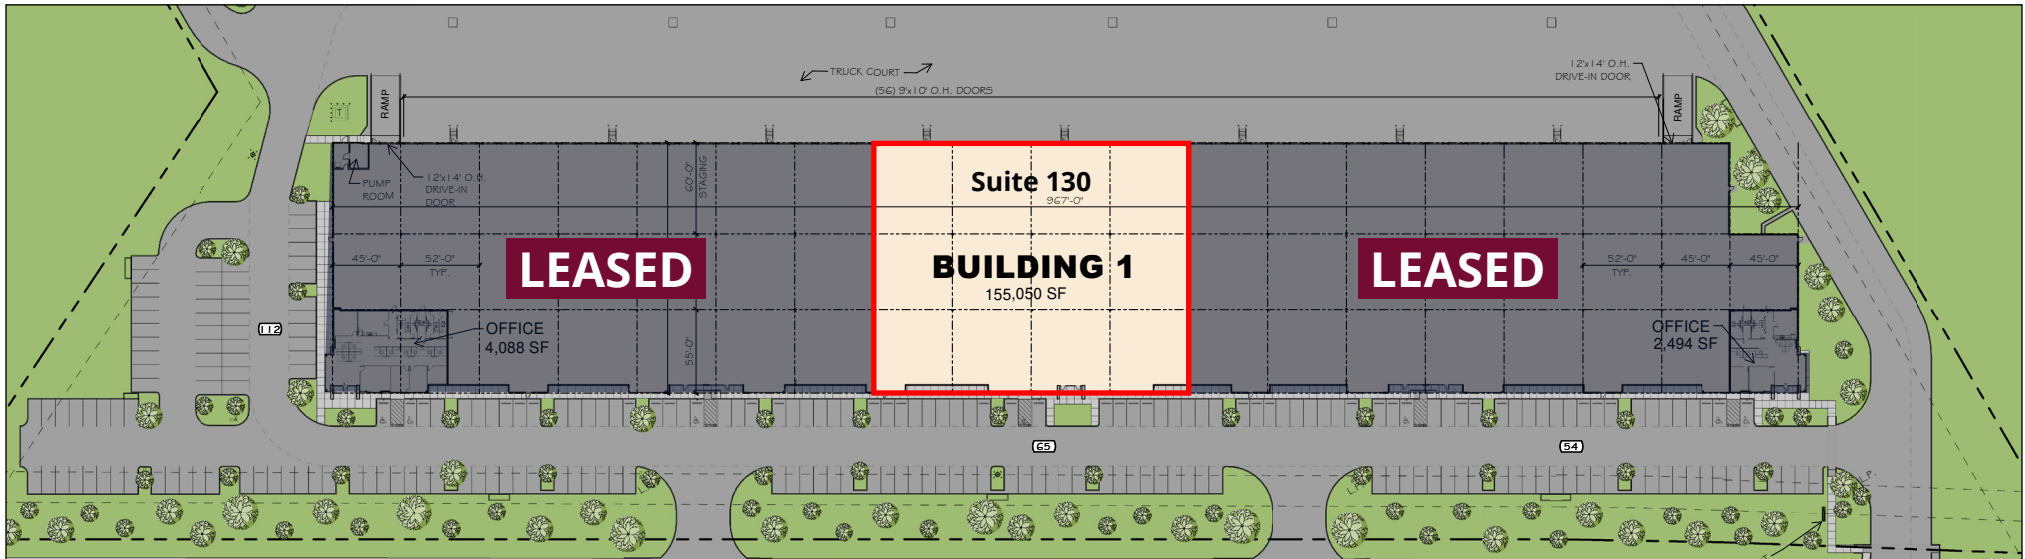 TRUCK COURT
12'x14' O.H.
DRIVE-IN DOOR
(56) 9'x10' O.H. DOORS
RAMP
RAMP
T
PUMP
ROOM
12'x14' O.H.
DRIVE-IN
DOOR
60'-0"
STAGING
Suite 130
967'-0"
45'-0"
52'-0"
TYP.
LEASED
BUILDING 1
155,050 SF
LEASED
52'-0"
TYP.
45'-0"
45'-0"
112
OFFICE
4,088 SF
55'-0"
OFFICE
2,494 SF
65
54